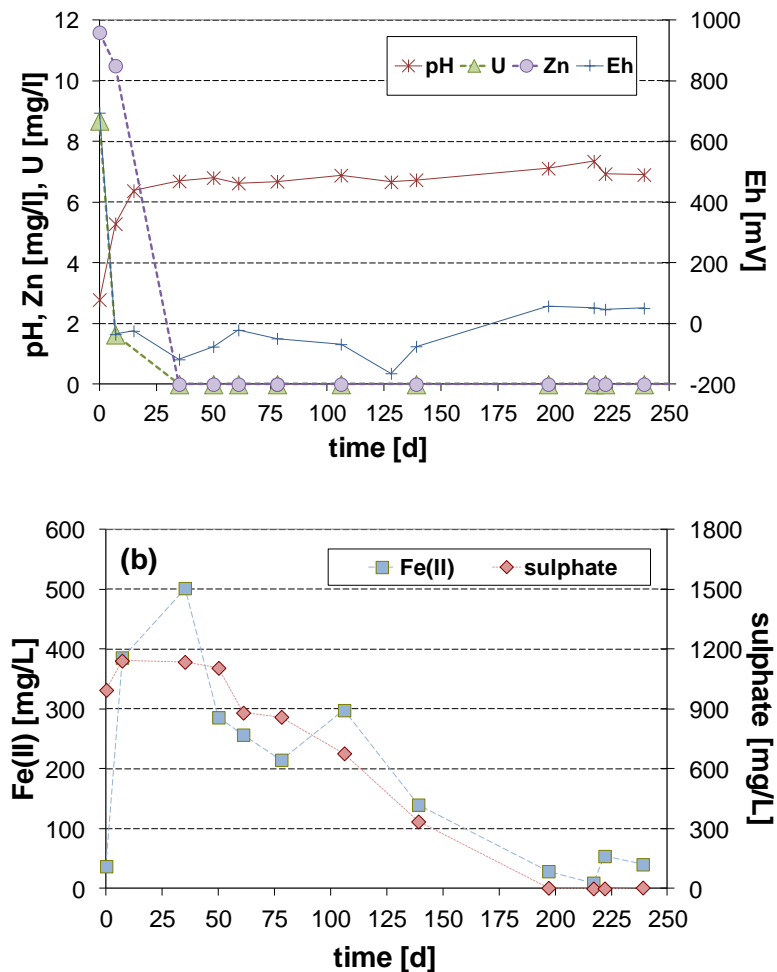 12
10
8
6
4
2
0
pH, Zn [mg/l], U [mg/l]
pH U Zn Eh
1000
800
600
400
200
0
-200
Eh [mV]
0 25 50 75 100 125 150 175 200 225 250
time [d]
(b)
600
500
400
300
200
100
0
Fe(II) [mg/L]
Fe(II) sulphate
1800
1500
1200
900
600
300
0
sulphate [mg/L]
0 25 50 75 100 125 150 175 200 225 250
time [d]